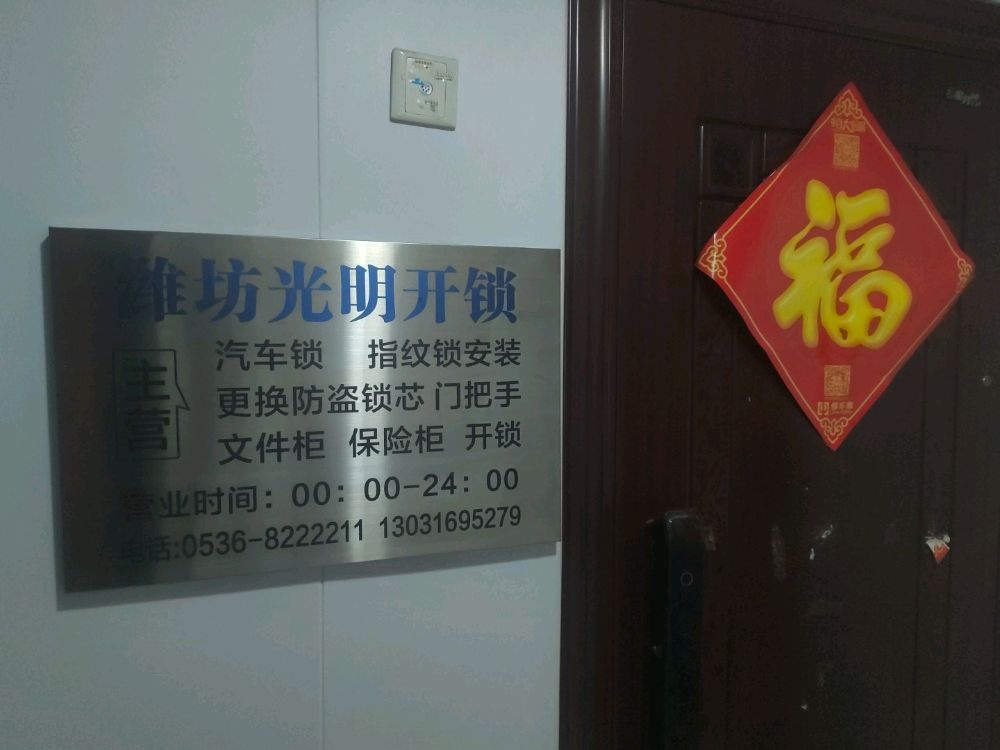 潍坊光明开锁
主营
汽车锁 指纹锁安装
更换防盗锁芯 门把手
文件柜 保险柜 开锁
营业时间：00：00-24：00
电话:0536-8222211 13031695279
福